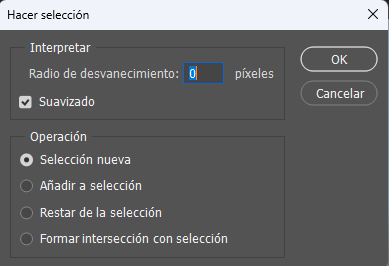 Hacer selección
Interpretar
Radio de desvanecimiento: 0 píxeles
Suavizado
OK
Cancelar
Operación
Selección nueva
Añadir a selección
Restar de la selección
Formar intersección con selección